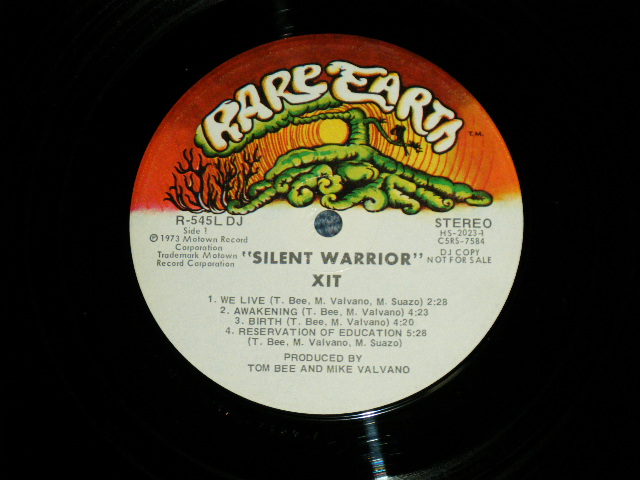 RARE EARTH
T.M.
R-545L DJ
Side 1
℗ 1973 Motown Record
Corporation
Trademark Motown
Record Corporation
STEREO
HS-2023-1
C5RS-7584
DJ COPY
NOT FOR SALE
"SILENT WARRIOR"
XIT
1. WE LIVE (T. Bee, M. Valvano, M. Suazo) 2:28
2. AWAKENING (T. Bee, M. Valvano) 4:23
3. BIRTH (T. Bee, M. Valvano) 4:20
4. RESERVATION OF EDUCATION 5:28
(T. Bee, M. Valvano, M. Suazo)
PRODUCED BY
TOM BEE AND MIKE VALVANO